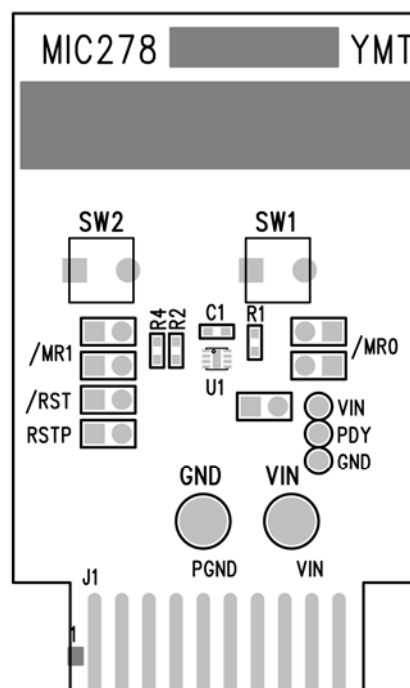 MIC278 YMT
SW2 SW1
R4 R2 C1 R1
/MR1 /MR0
U1
/RST VIN
RSTP PDY
GND
GND VIN
PGND VIN
J1
1